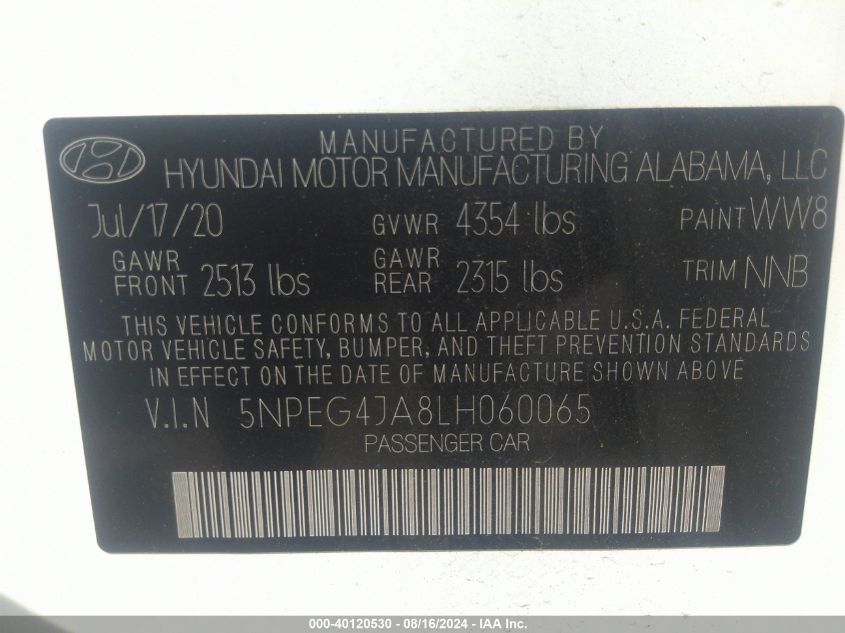 MANUFACTURED BY
HYUNDAI MOTOR MANUFACTURING ALABAMA, LLC
Jul/17/20 GVWR 4354 lbs PAINT WW8
GAWR FRONT 2513 lbs GAWR REAR 2315 lbs TRIM NNB
THIS VEHICLE CONFORMS TO ALL APPLICABLE U.S.A. FEDERAL
MOTOR VEHICLE SAFETY, BUMPER, AND THEFT PREVENTION STANDARDS
IN EFFECT ON THE DATE OF MANUFACTURE SHOWN ABOVE
V.I.N 5NPEG4JA8LH060065
PASSENGER CAR
000-40120530 - 08/16/2024 - IAA Inc.